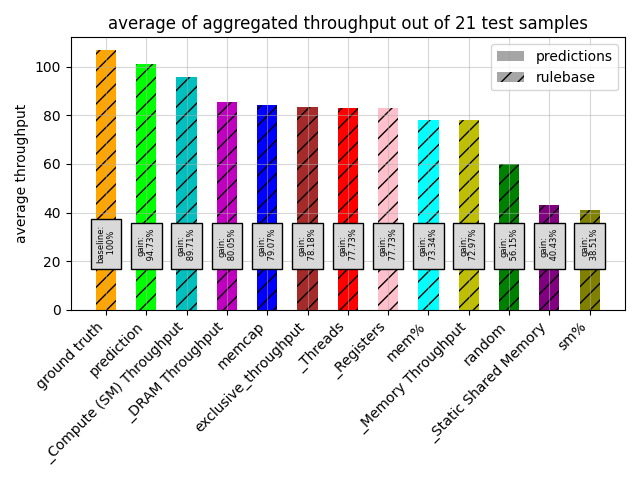 average of aggregated throughput out of 21 test samples
predictions
rulebase
average throughput
100
80
60
40
20
0
baseline:
100%
gain:
94.73%
gain:
89.71%
gain:
80.05%
gain:
79.07%
gain:
78.18%
gain:
77.73%
gain:
77.73%
gain:
73.34%
gain:
72.97%
gain:
56.15%
gain:
40.43%
gain:
38.51%
ground truth
prediction
_Compute (SM) Throughput
_DRAM Throughput
memcap
exclusive_throughput
_Threads
_Registers
mem%
_Memory Throughput
random
_Static Shared Memory
sm%